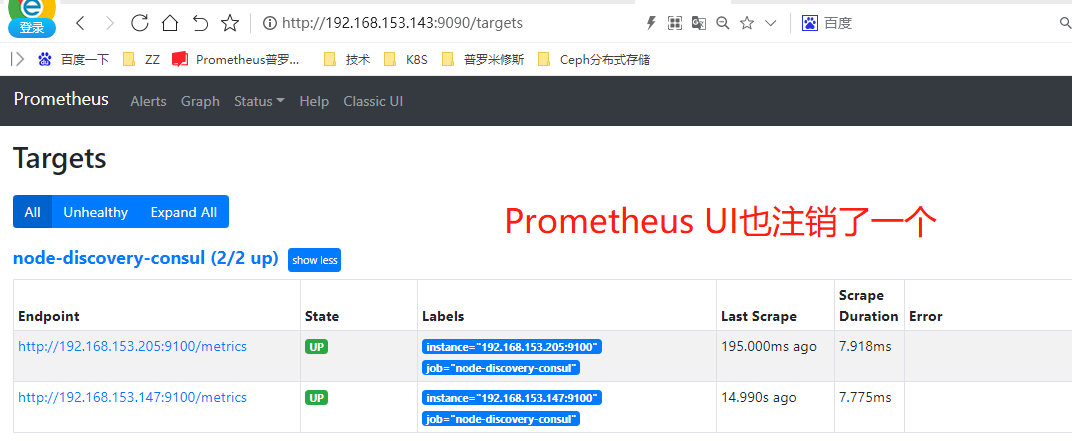 登录
http://192.168.153.143:9090/targets
百度
百度一下
ZZ
Prometheus普罗...
技术
K8S
普罗米修斯
Ceph分布式存储
Prometheus
Alerts
Graph
Status
Help
Classic UI
Targets
All
Unhealthy
Expand All
Prometheus UI也注销了一个
node-discovery-consul (2/2 up)
show less
Endpoint
State
Labels
Last Scrape
Scrape
Duration
Error
http://192.168.153.205:9100/metrics
UP
instance="192.168.153.205:9100"
job="node-discovery-consul"
195.000ms ago
7.918ms
http://192.168.153.147:9100/metrics
UP
instance="192.168.153.147:9100"
job="node-discovery-consul"
14.990s ago
7.775ms